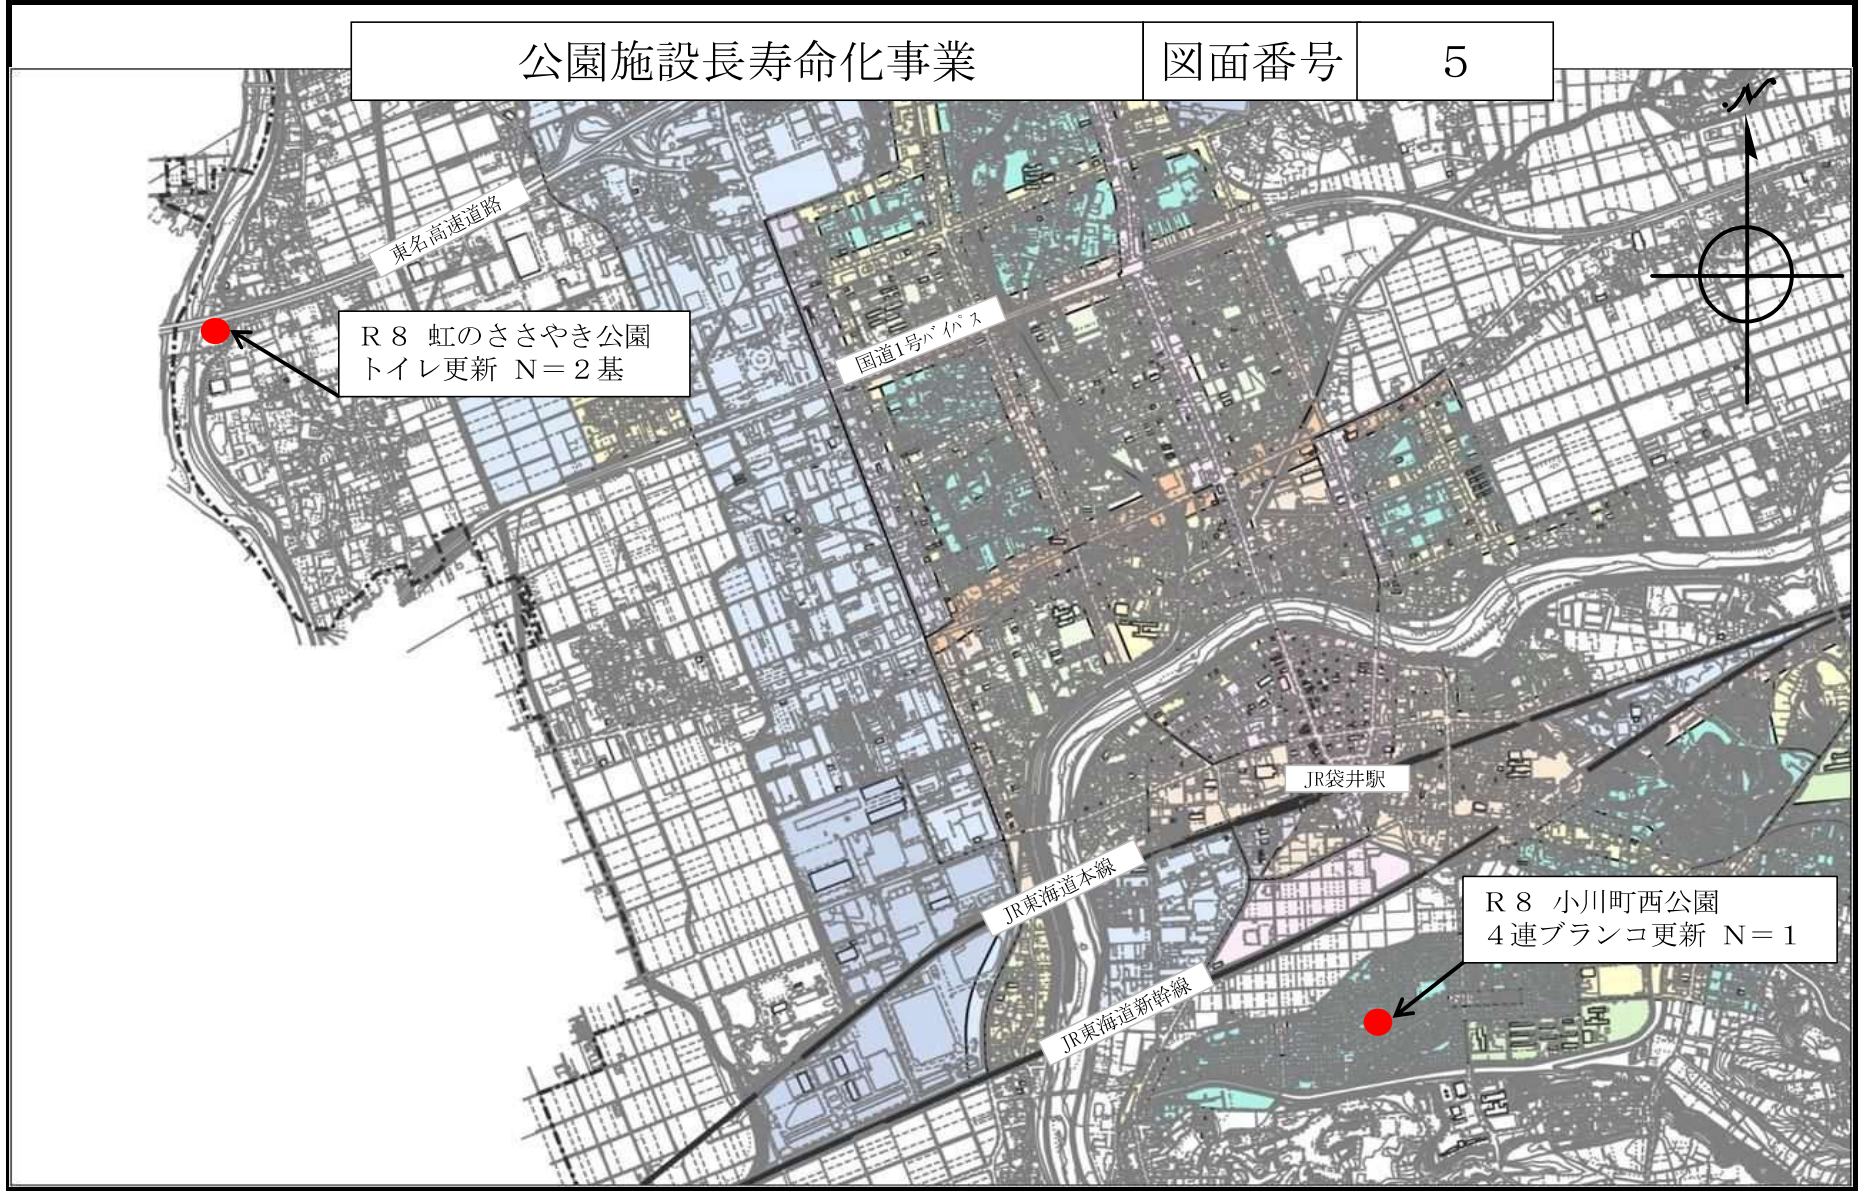 公園施設長寿命化事業 図面番号 ５
N
東名高速道路
Ｒ８ 虹のささやき公園
トイレ更新 Ｎ＝２基
国道1号ﾊﾞｲﾊﾟｽ
JR袋井駅
JR東海道本線
Ｒ８ 小川町西公園
４連ブランコ更新 Ｎ＝１
JR東海道新幹線